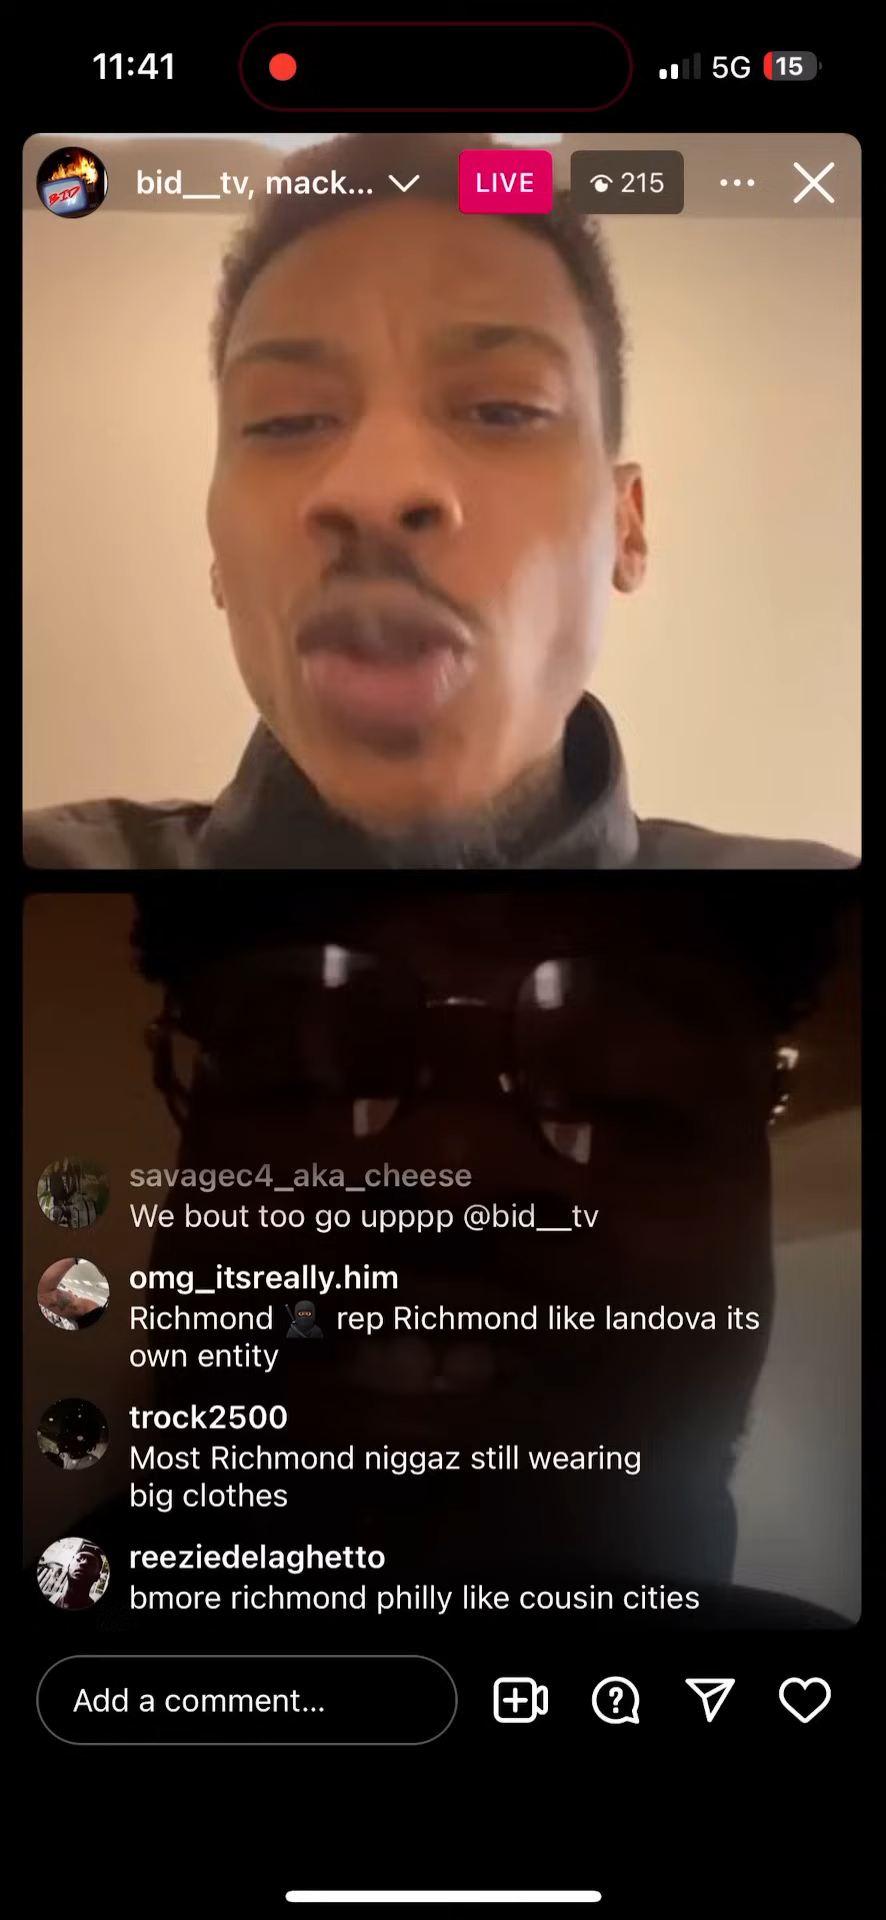 11:41
5G
15
BID
bid__tv, mack...
LIVE
215
savagec4_aka_cheese
We bout too go upppp @bid__tv
omg_itsreally.him
Richmond 🥷🏿 rep Richmond like landova its
own entity
trock2500
Most Richmond niggaz still wearing
big clothes
reeziedelaghetto
bmore richmond philly like cousin cities
Add a comment...